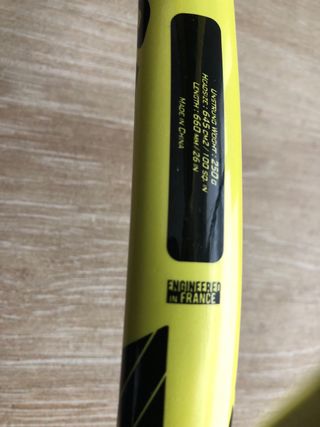 UNSTRUNG WEIGHT: 250 G
HEADSIZE: 645 CM2 / 100 SQ. IN
LENGTH: 660 MM / 26 IN
MADE IN CHINA
ENGINEERED
IN FRANCE